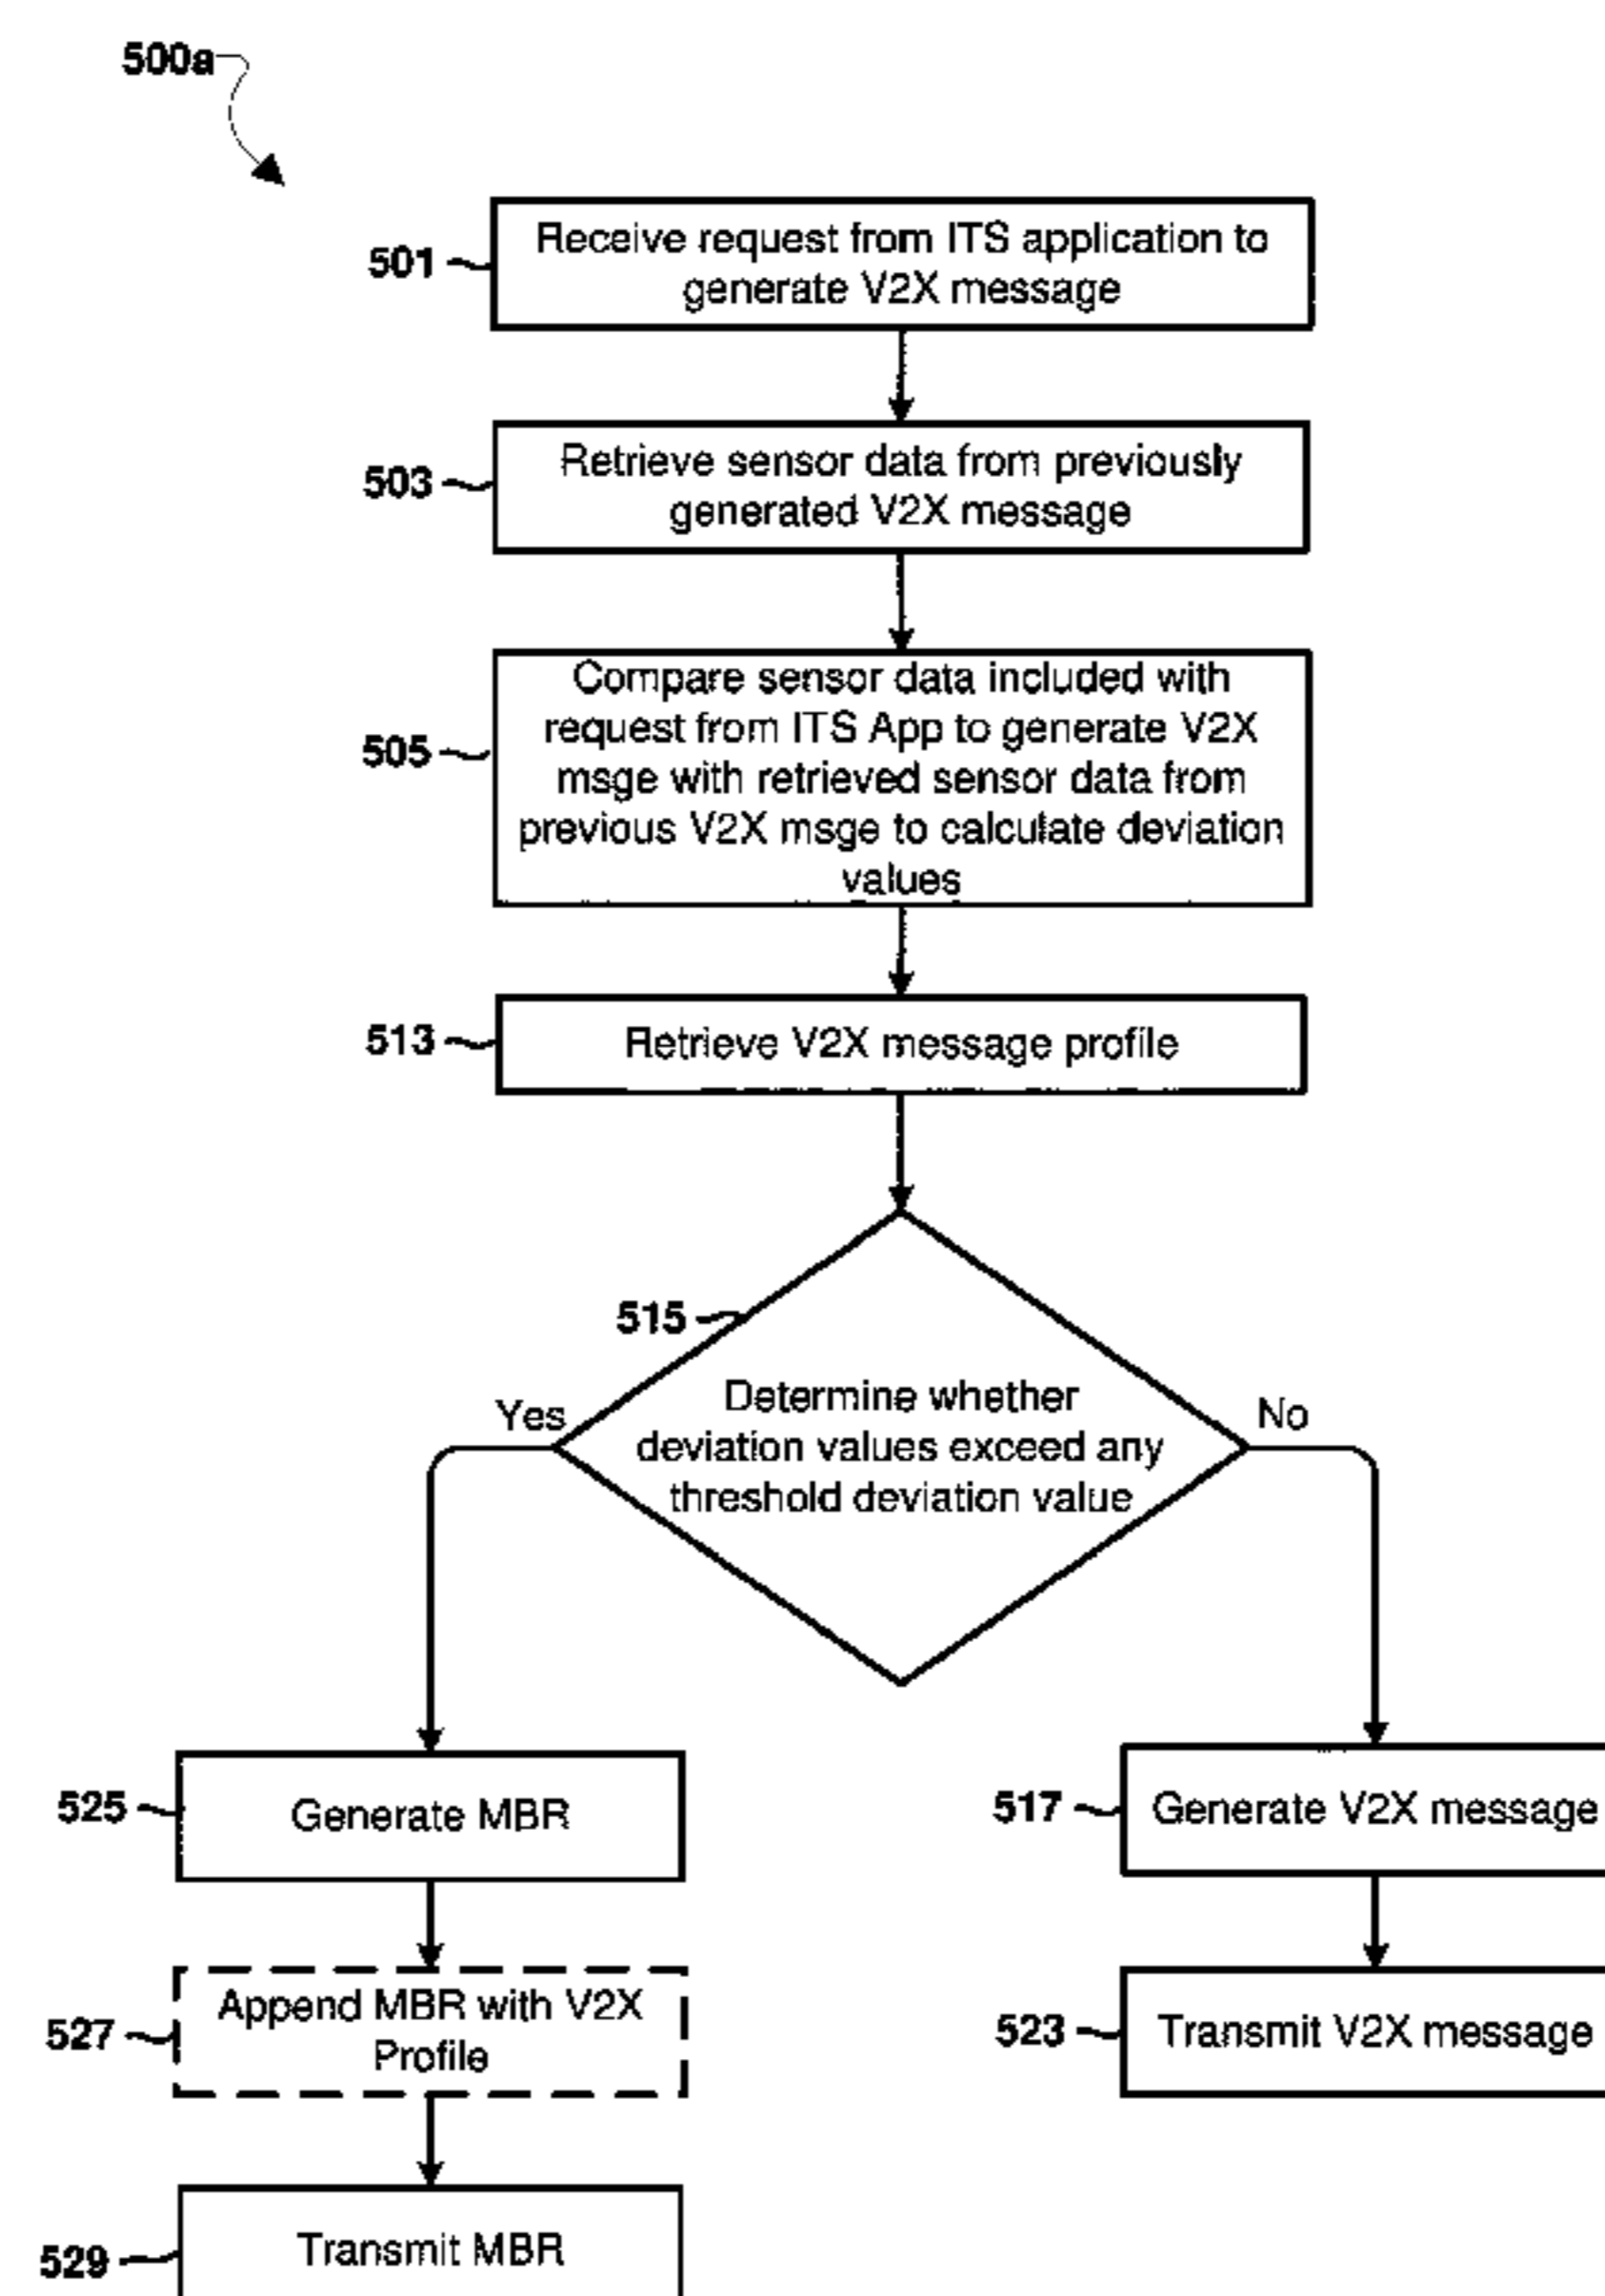 500a
501
Receive request from ITS application to
generate V2X message
503
Retrieve sensor data from previously
generated V2X message
505
Compare sensor data included with
request from ITS App to generate V2X
msge with retrieved sensor data from
previous V2X msge to calculate deviation
values
513
Retrieve V2X message profile
515
Determine whether
deviation values exceed any
threshold deviation value
Yes
No
525
Generate MBR
517
Generate V2X message
527
Append MBR with V2X
Profile
523
Transmit V2X message
529
Transmit MBR